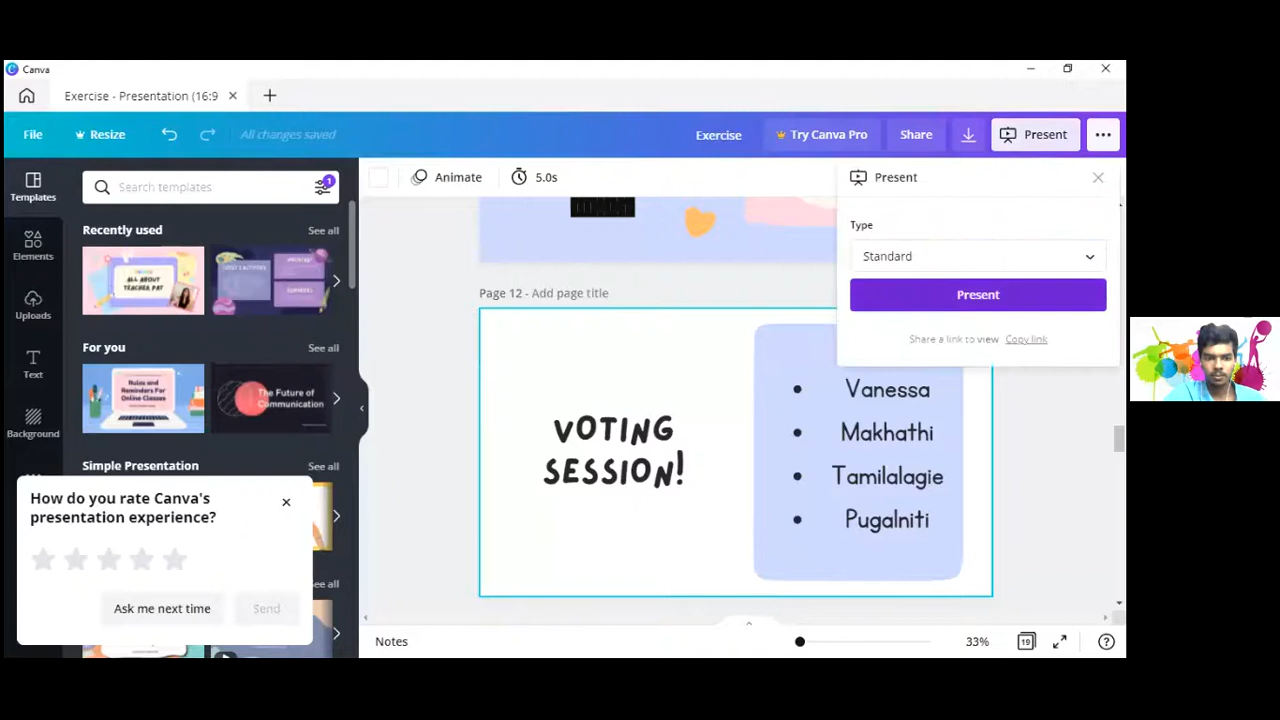 Canva
Exercise - Presentation (16:9
File
Resize
All changes saved
Exercise
Try Canva Pro
Share
Present
Templates
Elements
Uploads
Text
Background
Search templates
1
Recently used
See all
ALL ABOUT
TEACHER PAT
For you
See all
Rules and
Reminders For
Online Classes
The Future of
Communication
Simple Presentation
See all
See all
How do you rate Canva's
presentation experience?
Ask me next time
Send
Animate
5.0s
Present
Type
Standard
Present
Share a link to view Copy link
Page 12 - Add page title
VOTING
SESSION!
• Vanessa
• Makhathi
• Tamilalagie
• Pugalniti
Notes
33%
19
?